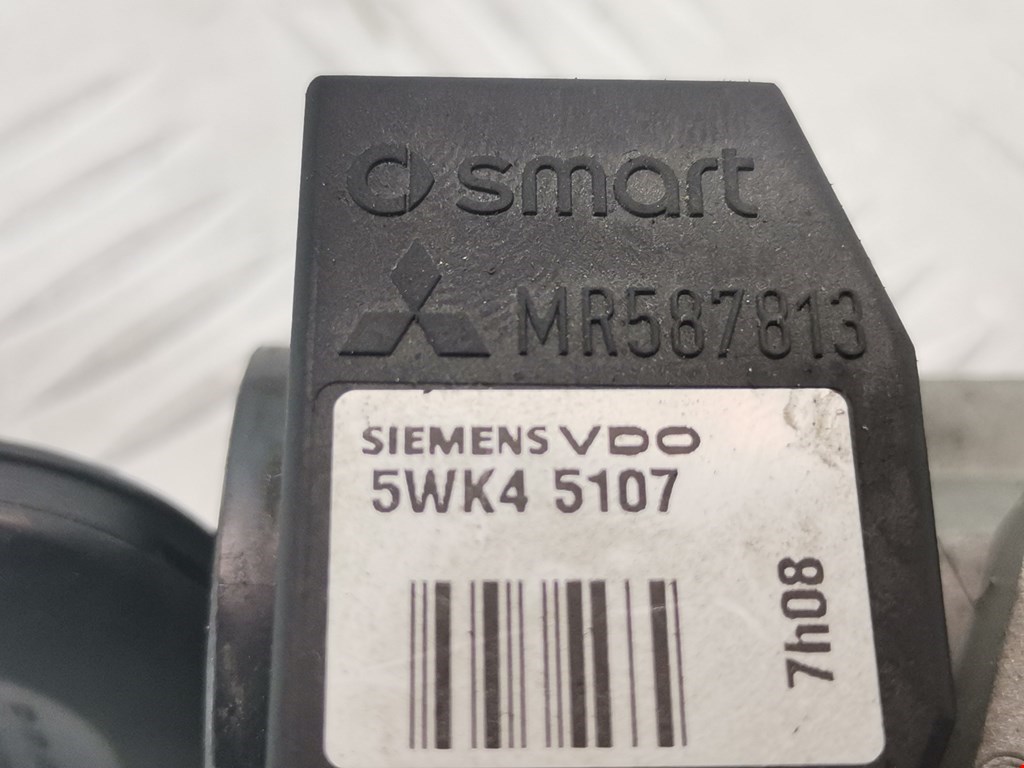 smart
MR587813
SIEMENS VDO
5WK4 5107
7h08